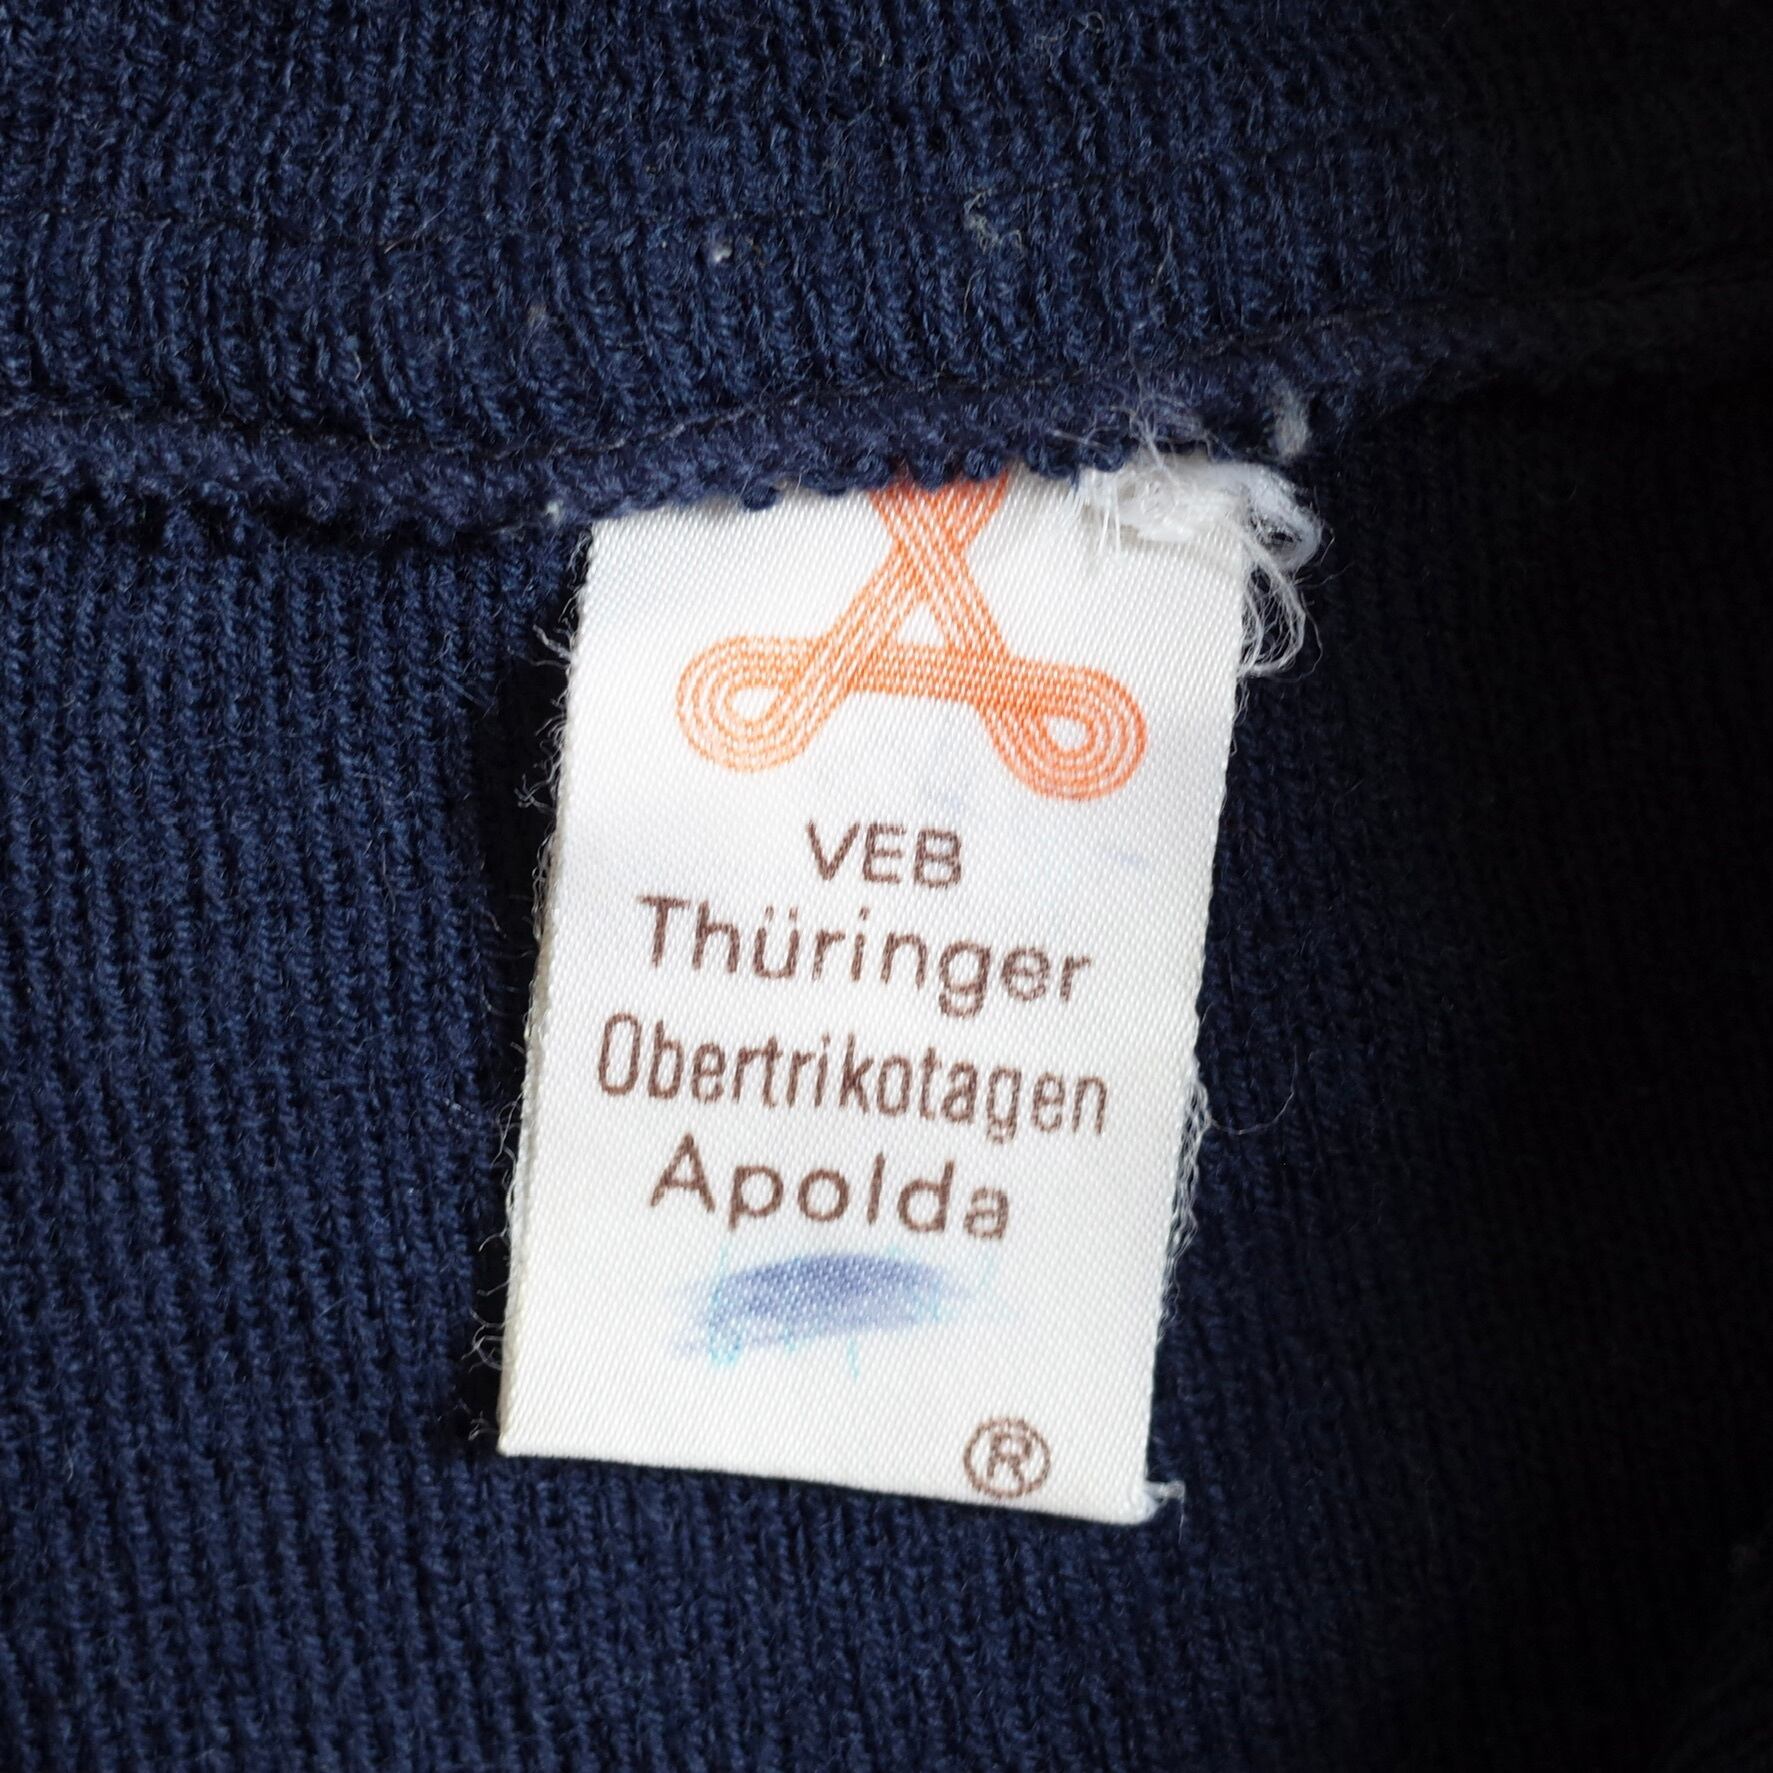 VEB
Thüringer
Obertrikotagen
Apolda
®